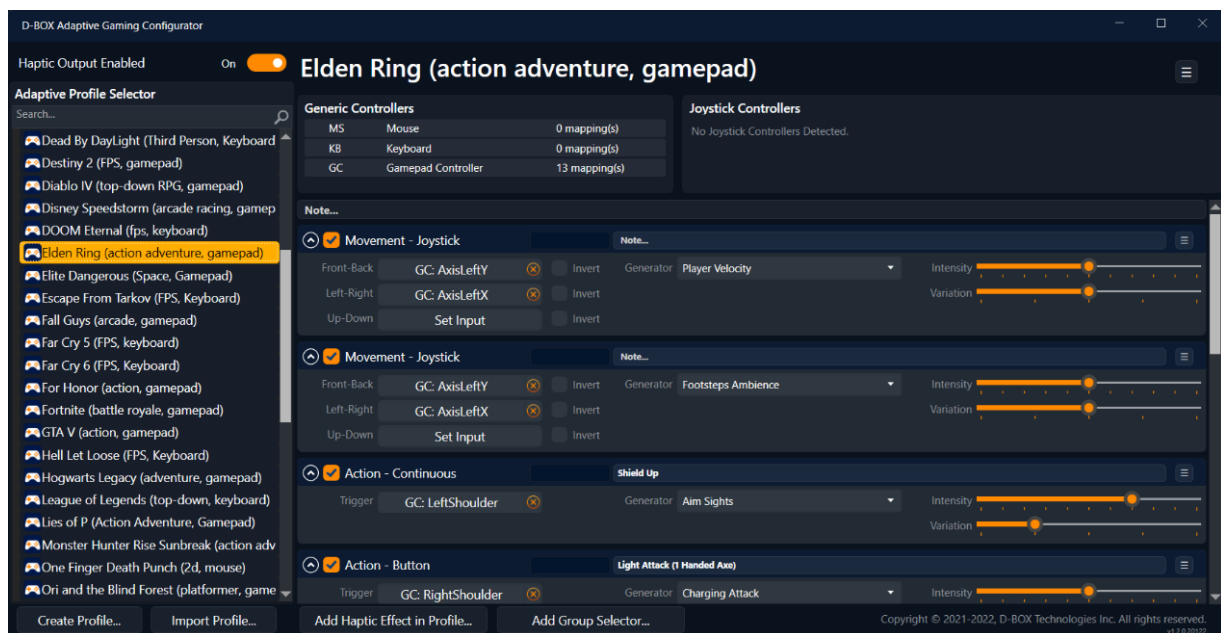 D-BOX Adaptive Gaming Configurator
Haptic Output Enabled On
Adaptive Profile Selector
Search...
Dead By DayLight (Third Person, Keyboard
Destiny 2 (FPS, gamepad)
Diablo IV (top-down RPG, gamepad)
Disney Speedstorm (arcade racing, gamep
DOOM Eternal (fps, keyboard)
Elden Ring (action adventure, gamepad)
Elite Dangerous (Space, Gamepad)
Escape From Tarkov (FPS, Keyboard)
Fall Guys (arcade, gamepad)
Far Cry 5 (FPS, keyboard)
Far Cry 6 (FPS, Keyboard)
For Honor (action, gamepad)
Fortnite (battle royale, gamepad)
GTA V (action, gamepad)
Hell Let Loose (FPS, Keyboard)
Hogwarts Legacy (adventure, gamepad)
League of Legends (top-down, keyboard)
Lies of P (Action Adventure, Gamepad)
Monster Hunter Rise Sunbreak (action adv
One Finger Death Punch (2d, mouse)
Ori and the Blind Forest (platformer, game
Create Profile... Import Profile...
Elden Ring (action adventure, gamepad)
Generic Controllers
MS Mouse 0 mapping(s)
KB Keyboard 0 mapping(s)
GC Gamepad Controller 13 mapping(s)
Joystick Controllers
No Joystick Controllers Detected.
Note...
Movement - Joystick Note...
Front-Back GC: AxisLeftY Invert Generator Player Velocity Intensity
Left-Right GC: AxisLeftX Invert Variation
Up-Down Set Input Invert
Movement - Joystick Note...
Front-Back GC: AxisLeftY Invert Generator Footsteps Ambience Intensity
Left-Right GC: AxisLeftX Invert Variation
Up-Down Set Input Invert
Action - Continuous Shield Up
Trigger GC: LeftShoulder Generator Aim Sights Intensity
Variation
Action - Button Light Attack (1 Handed Axe)
Trigger GC: RightShoulder Generator Charging Attack Intensity
Add Haptic Effect in Profile... Add Group Selector...
Copyright © 2021-2022, D-BOX Technologies Inc. All rights reserved.
v1.2.0.20122